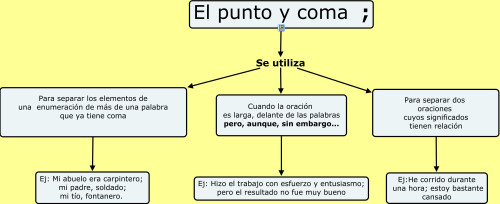 El punto y coma ;
Se utiliza
Para separar los elementos de
una enumeración de más de una palabra
que ya tiene coma
Cuando la oración
es larga, delante de las palabras
pero, aunque, sin embargo...
Para separar dos
oraciones
cuyos significados
tienen relación
Ej: Mi abuelo era carpintero;
mi padre, soldado;
mi tío, fontanero.
Ej: Hizo el trabajo con esfuerzo y entusiasmo;
pero el resultado no fue muy bueno
Ej:He corrido durante
una hora; estoy bastante
cansado